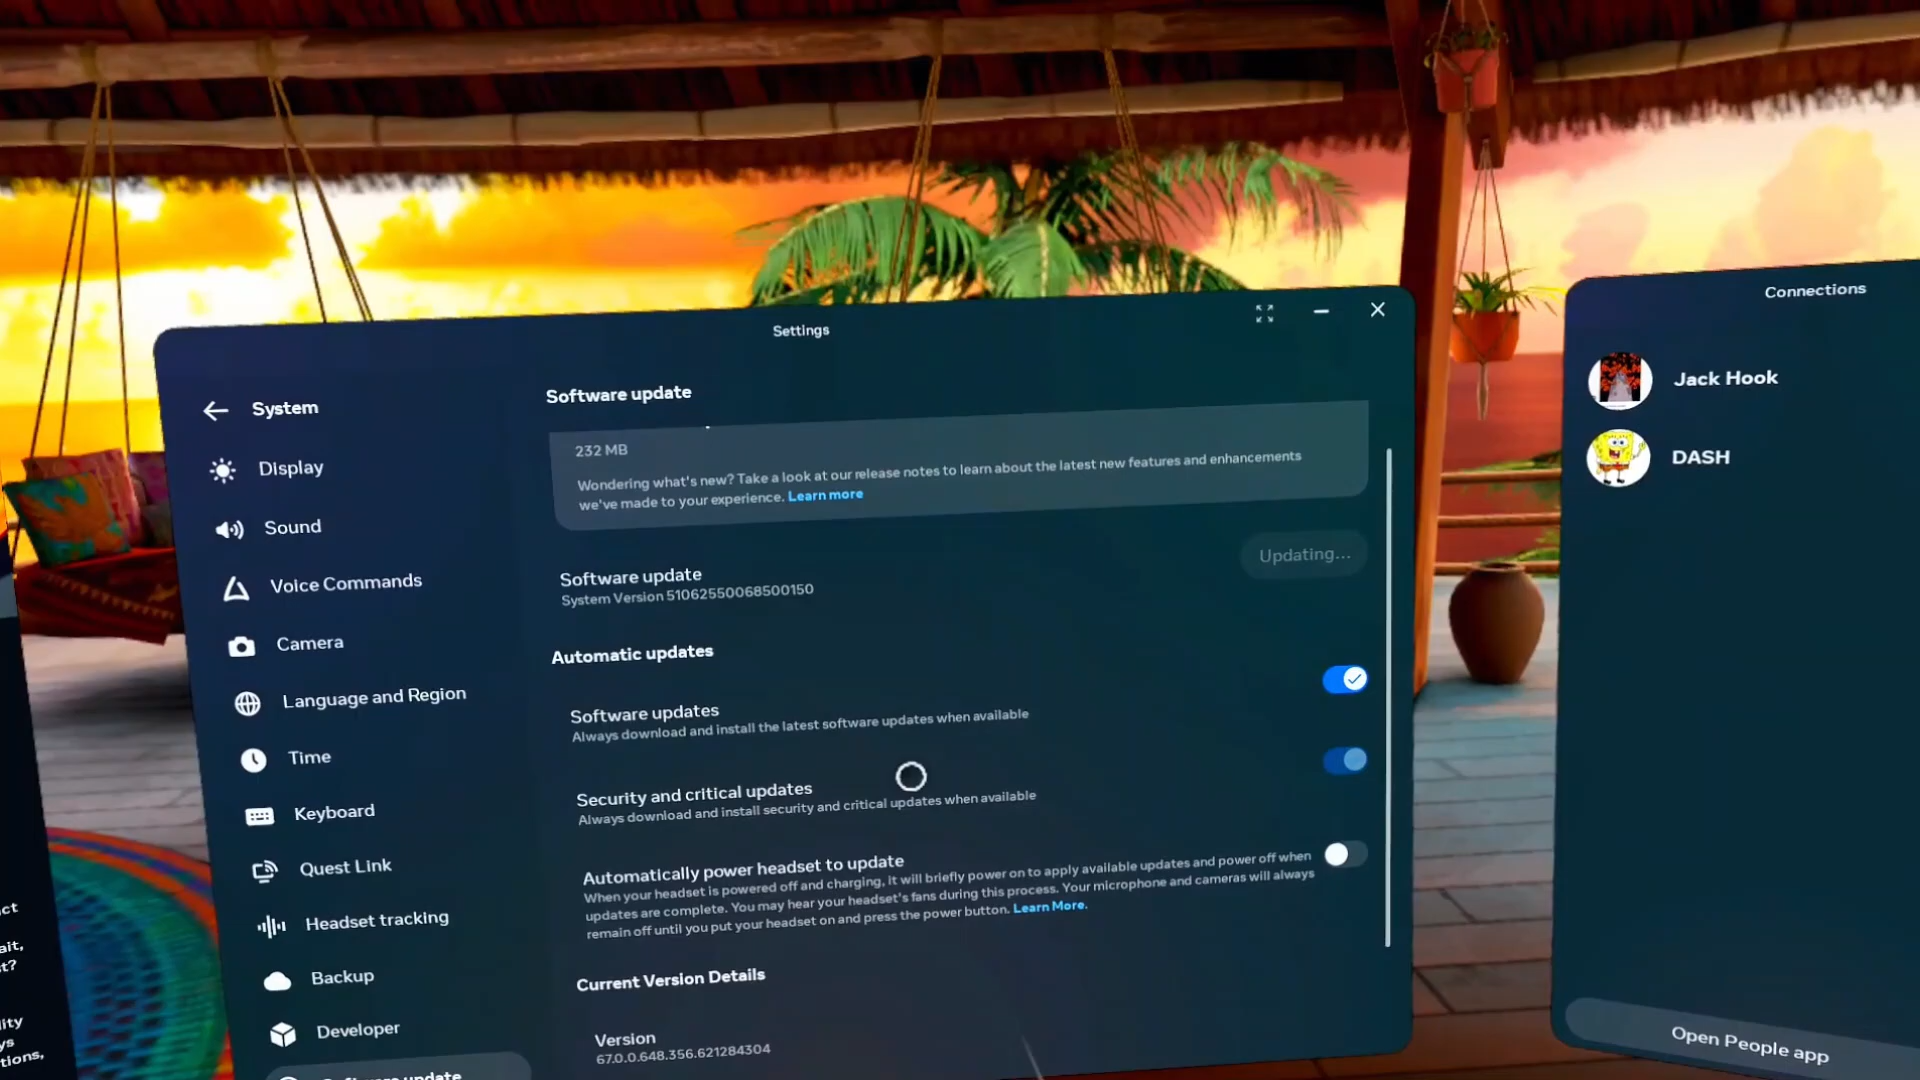 Settings
System
Display
Sound
Voice Commands
Camera
Language and Region
Time
Keyboard
Quest Link
Headset tracking
Backup
Developer
Software update
Software update
232 MB
Wondering what's new? Take a look at our release notes to learn about the latest new features and enhancements
we've made to your experience. Learn more
Software update
System Version 51062550068500150
Updating...
Automatic updates
Software updates
Always download and install the latest software updates when available
Security and critical updates
Always download and install security and critical updates when available
Automatically power headset to update
When your headset is powered off and charging, it will briefly power on to apply available updates and power off when
updates are complete. You may hear your headset's fans during this process. Your microphone and cameras will always
remain off until you put your headset on and press the power button. Learn More.
Current Version Details
Version
67.0.0.648.356.621284304
Connections
Jack Hook
DASH
Open People app